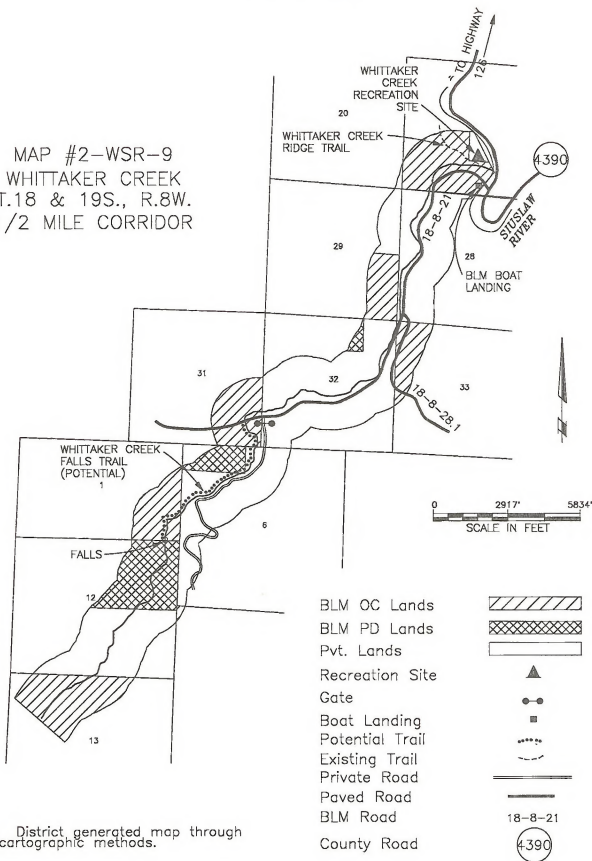 TO HIGHWAY
126
WHITTAKER
CREEK
RECREATION
SITE
20
WHITTAKER CREEK
RIDGE TRAIL
MAP #2-WSR-9
WHITTAKER CREEK
T.18 & 19S., R.8W.
/2 MILE CORRIDOR
4390
18-8-21
SIUSLAW
RIVER
29
28
BLM BOAT
LANDING
31
32
33
18-8-28.1
WHITTAKER CREEK
FALLS TRAIL
(POTENTIAL)
1
6
0 2917' 5834'
SCALE IN FEET
FALLS
12
13
BLM OC Lands
BLM PD Lands
Pvt. Lands
Recreation Site
Gate
Boat Landing
Potential Trail
Existing Trail
Private Road
Paved Road
BLM Road 18-8-21
County Road 4390
District generated map through
cartographic methods.